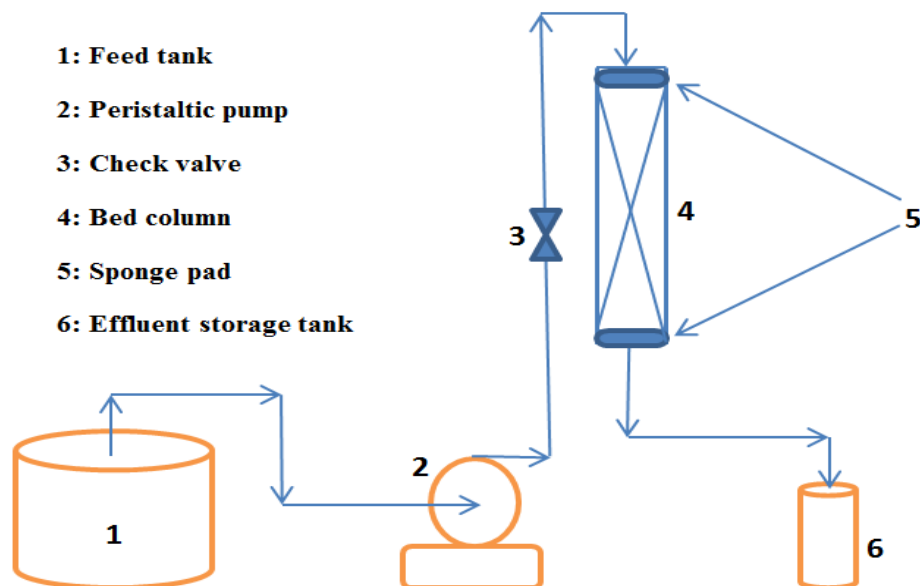 1: Feed tank
2: Peristaltic pump
3: Check valve
4: Bed column
5: Sponge pad
6: Effluent storage tank
3
4
5
2
1
6